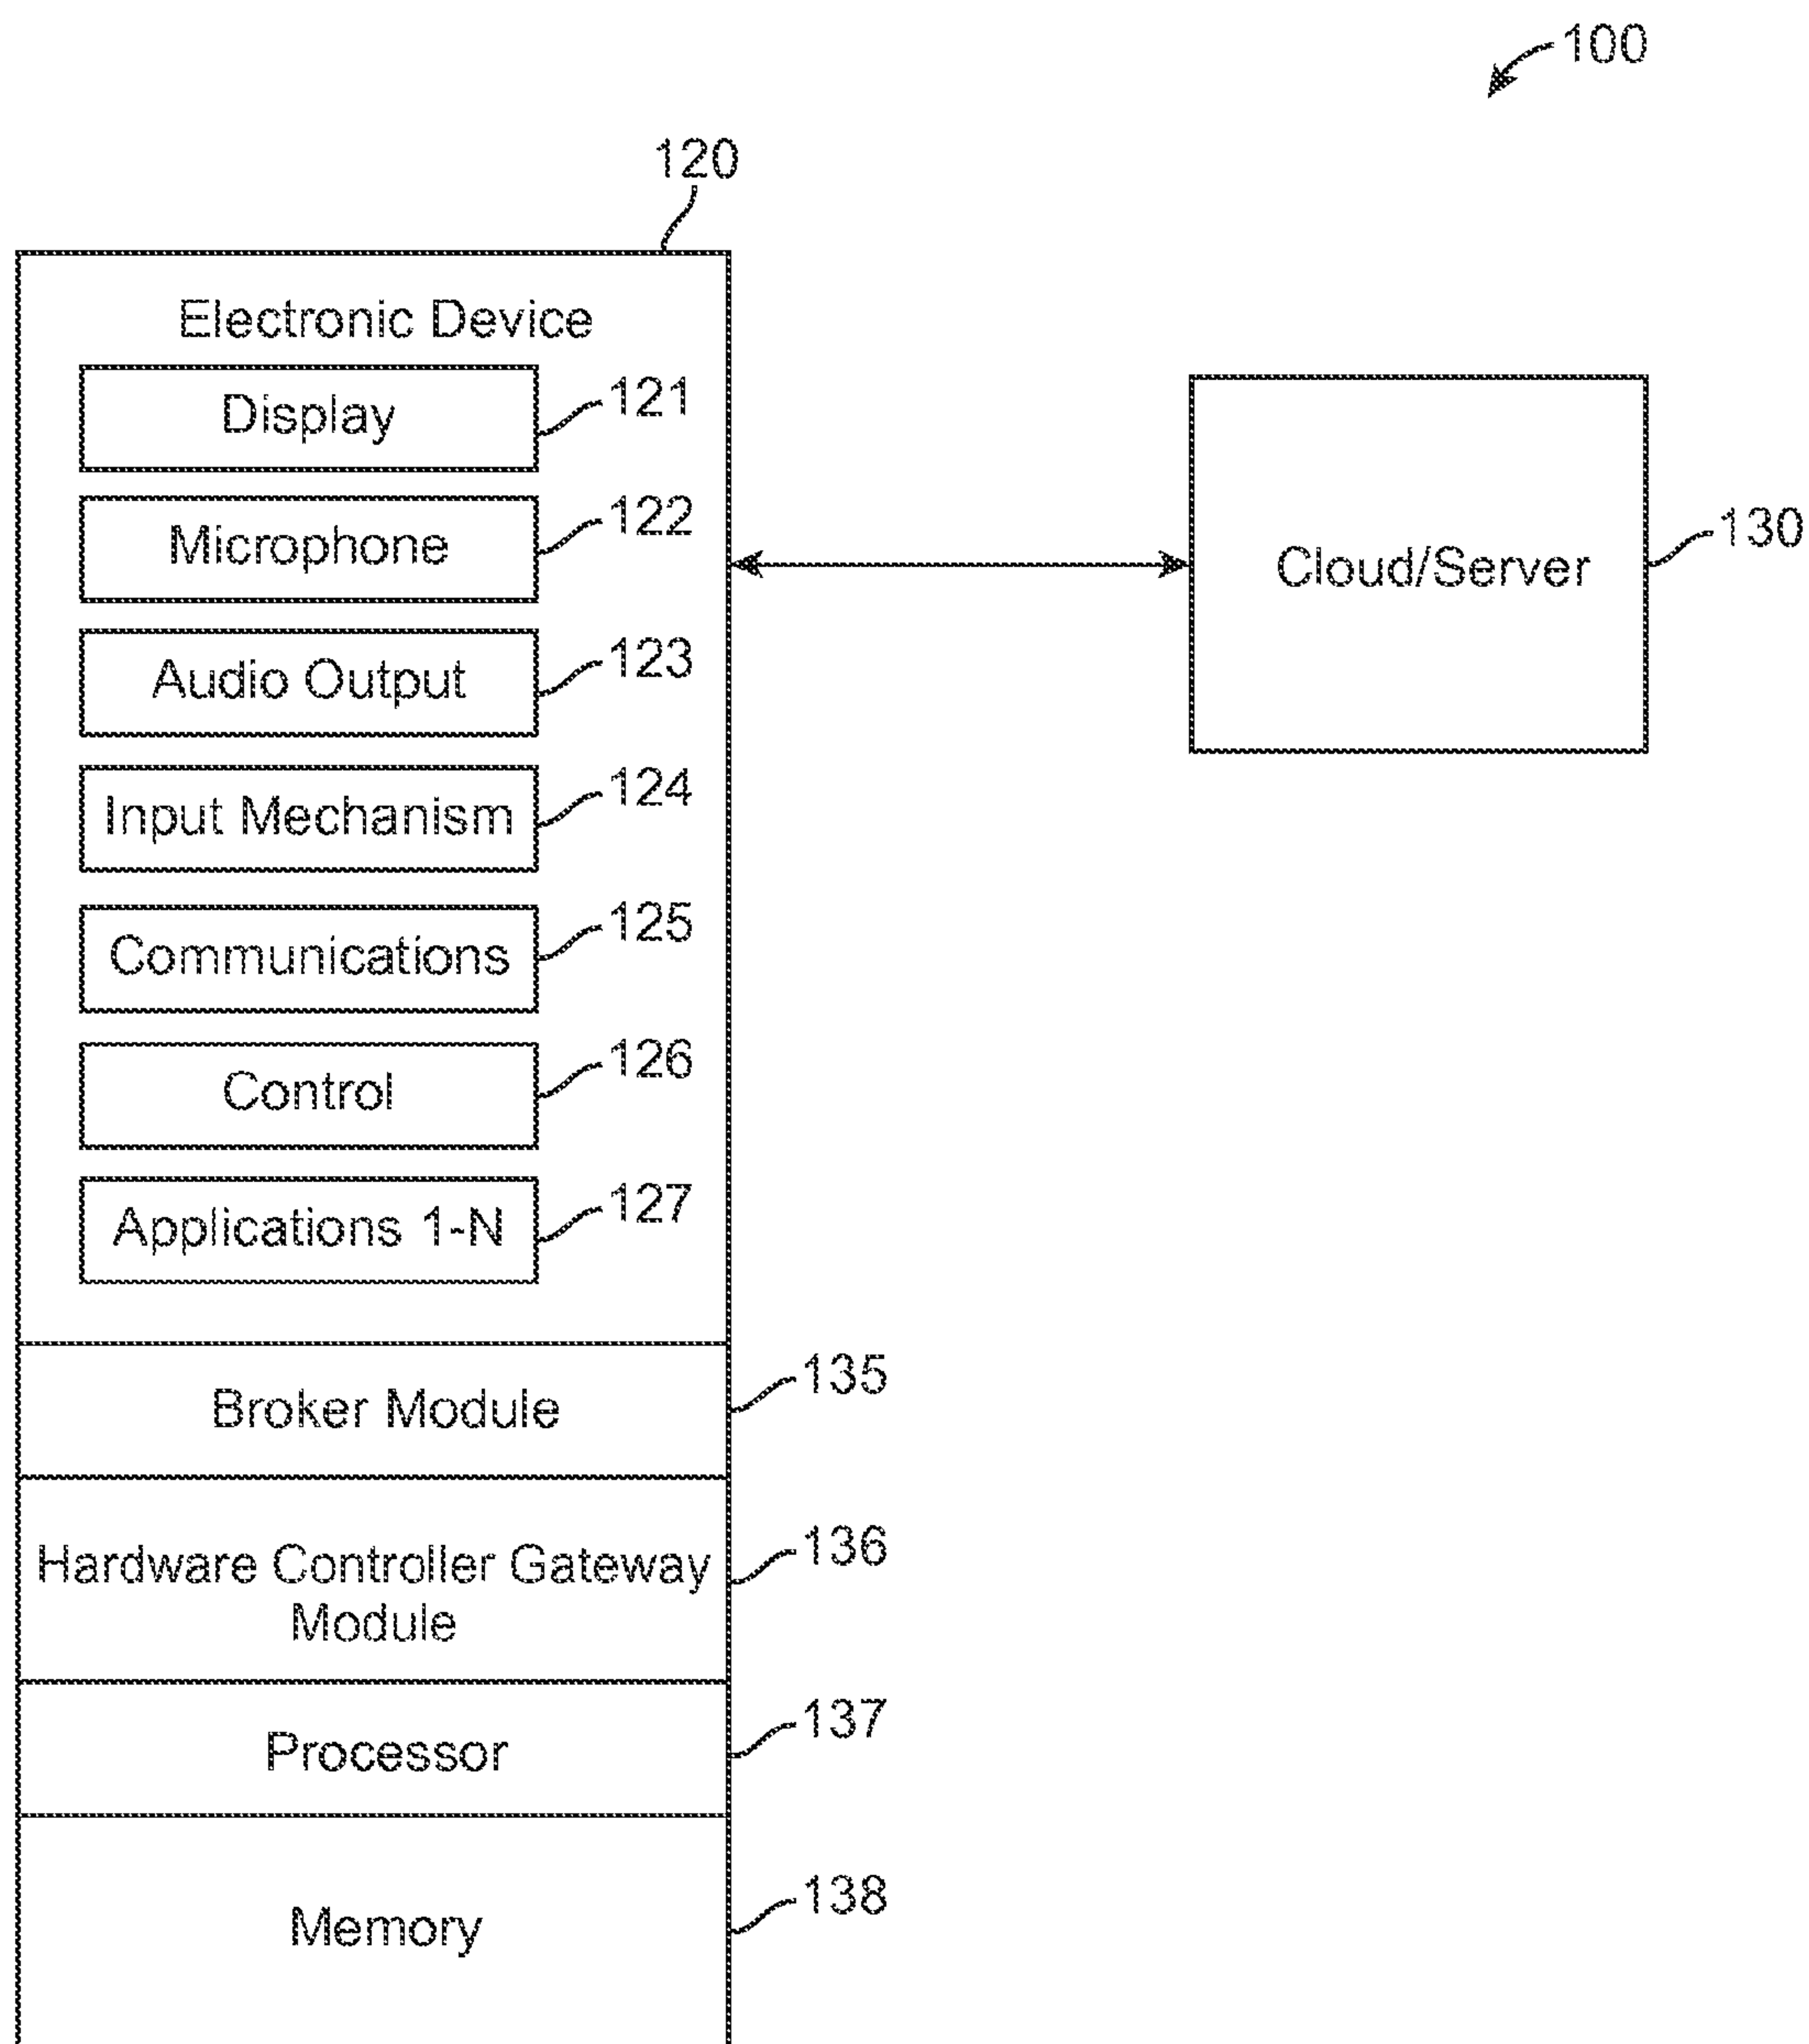 100
120
Electronic Device
Display
121
Microphone
122
Audio Output
123
Input Mechanism
124
Communications
125
Control
126
Applications 1-N
127
Cloud/Server
130
Broker Module
135
Hardware Controller Gateway
Module
136
Processor
137
Memory
138